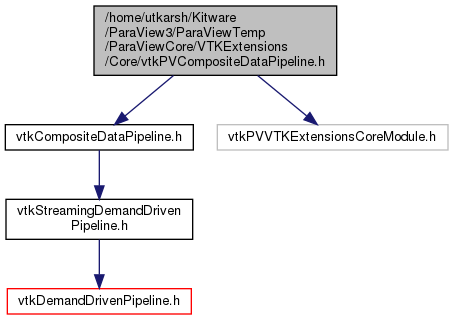 /home/utkarsh/Kitware
/ParaView3/ParaViewTemp
/ParaViewCore/VTKExtensions
/Core/vtkPVCompositeDataPipeline.h
vtkCompositeDataPipeline.h
vtkPVVTKExtensionsCoreModule.h
vtkStreamingDemandDriven
Pipeline.h
vtkDemandDrivenPipeline.h